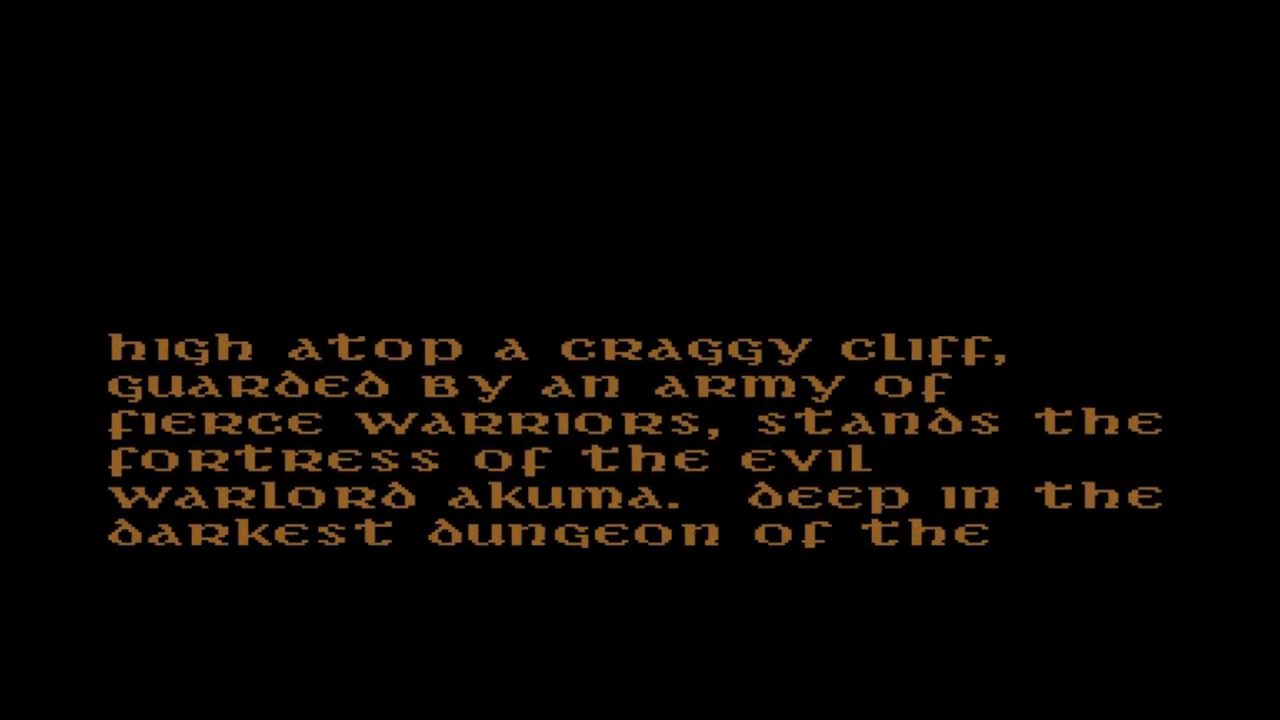 high atop a craggy cliff,
guarded by an army of
fierce warriors, stands the
fortress of the evil
warlord akuma.  deep in the
darkest dungeon of the